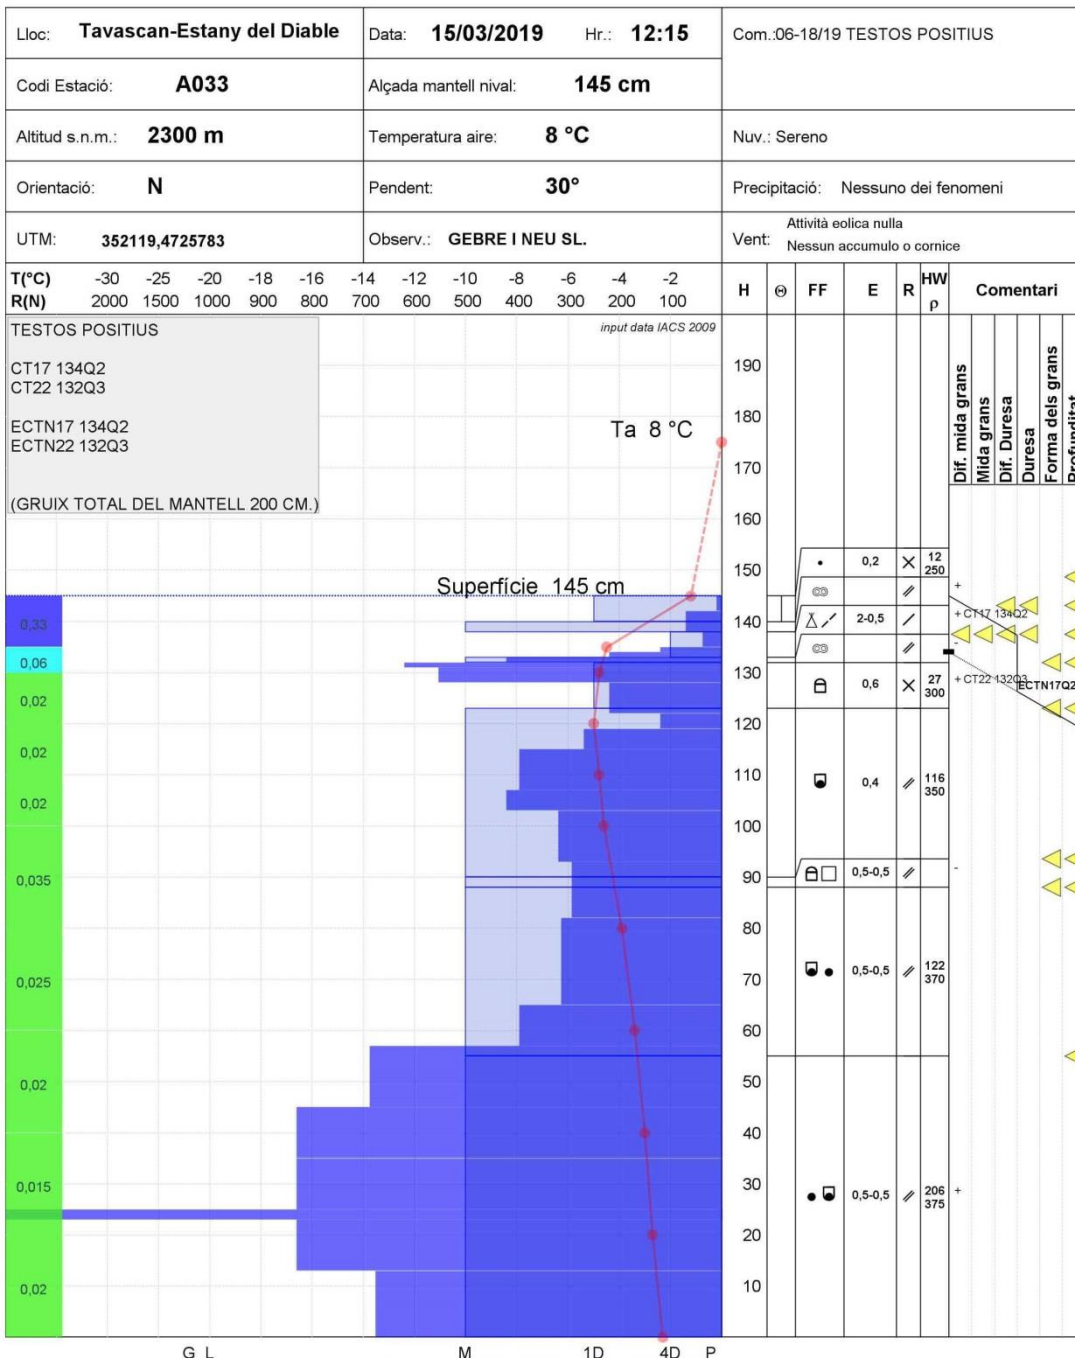 Lloc: Tavascan-Estany del Diable
Data: 15/03/2019 Hr.: 12:15
Com.:06-18/19 TESTOS POSITIUS
Codi Estació: A033
Alçada mantell nival: 145 cm
Altitud s.n.m.: 2300 m
Temperatura aire: 8 °C
Nuv.: Sereno
Orientació: N
Pendent: 30°
Precipitació: Nessuno dei fenomeni
UTM: 352119,4725783
Observ.: GEBRE I NEU SL.
Vent: Attività eolica nulla
Nessun accumulo o cornice
T(°C) -30 -25 -20 -18 -16 -14 -12 -10 -8 -6 -4 -2
R(N) 2000 1500 1000 900 800 700 600 500 400 300 200 100
H Θ FF E R HW ρ Comentari
TESTOS POSITIUS
CT17 134Q2
CT22 132Q3
ECTN17 134Q2
ECTN22 132Q3
(GRUIX TOTAL DEL MANTELL 200 CM.)
input data IACS 2009
Ta 8 °C
Superfície 145 cm
Dif. mida grans
Mida grans
Dif. Duresa
Duresa
Forma dels grans
Profunditat
190
180
170
160
150
140
130
120
110
100
90
80
70
60
50
40
30
20
10
0,33
0,06
0,02
0,02
0,02
0,035
0,025
0,02
0,015
0,02
0,2 12 250
+
2-0,5
+ CT17 134Q2
-
0,6 27 300
+ CT22 132Q3
ECTN17Q2
0,4 116 350
0,5-0,5
-
0,5-0,5 122 370
0,5-0,5 206 375
+
G L M 1D 4D P